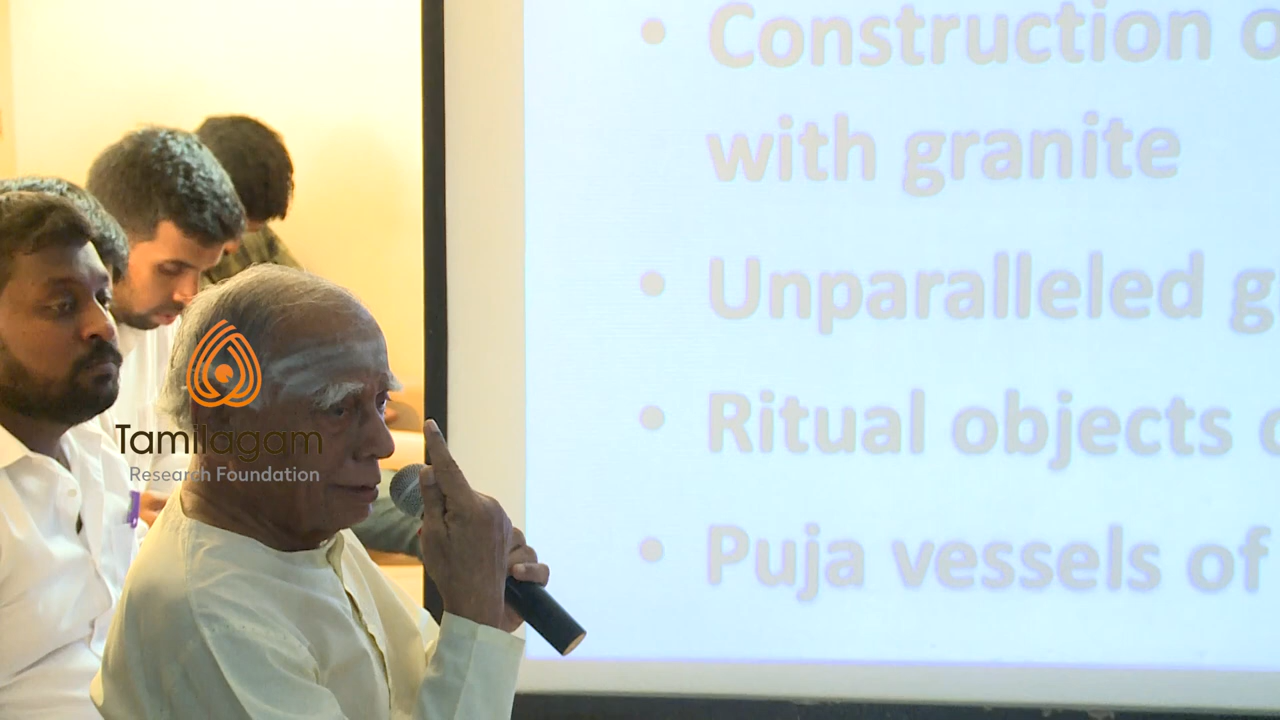 • Construction
with granite
• Unparalleled
• Ritual objects
• Puja vessels of
Tamilagam
Research Foundation